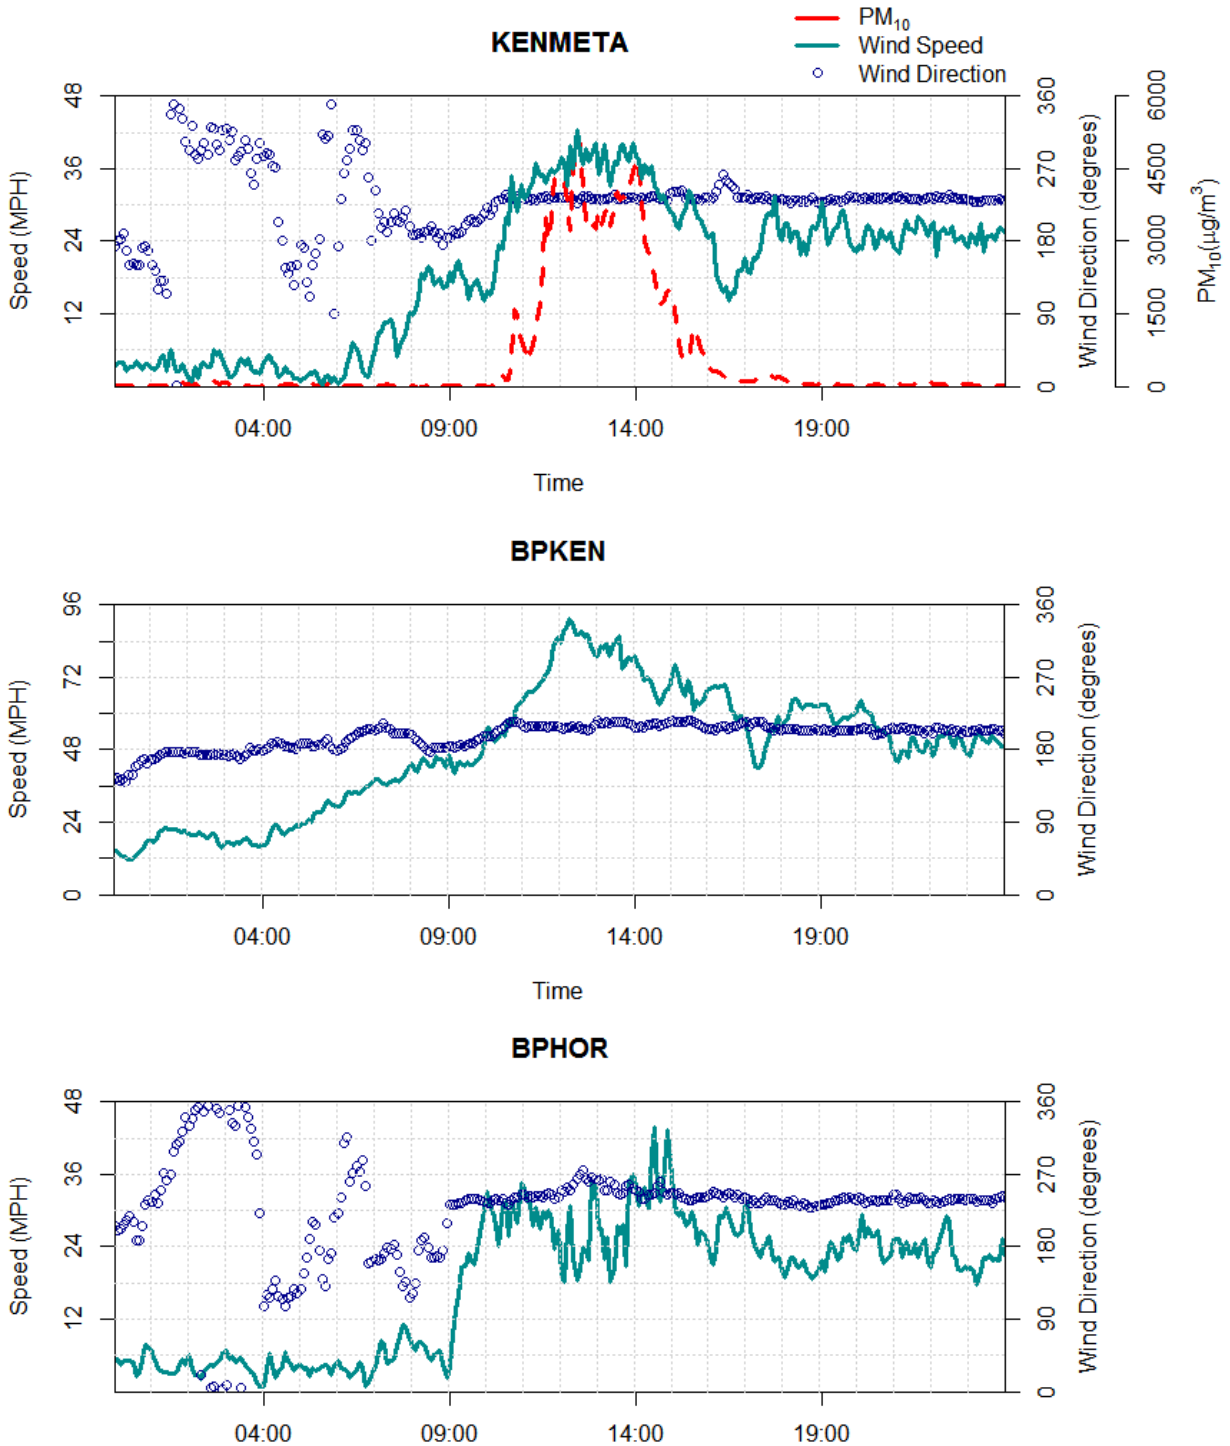 PM10
KENMETA
Wind Speed
Wind Direction
48
36
24
12
Speed (MPH)
360
270
180
90
0
Wind Direction (degrees)
6000
4500
3000
1500
0
PM10(µg/m3)
04:00 09:00 14:00 19:00
Time
BPKEN
96
72
48
24
0
Speed (MPH)
360
270
180
90
0
Wind Direction (degrees)
04:00 09:00 14:00 19:00
Time
BPHOR
48
36
24
12
Speed (MPH)
360
270
180
90
0
Wind Direction (degrees)
04:00 09:00 14:00 19:00